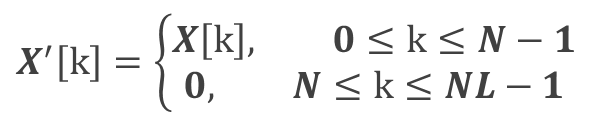 X′[k] = { X[k], 0 ≤ k ≤ N − 1
0, N ≤ k ≤ NL − 1